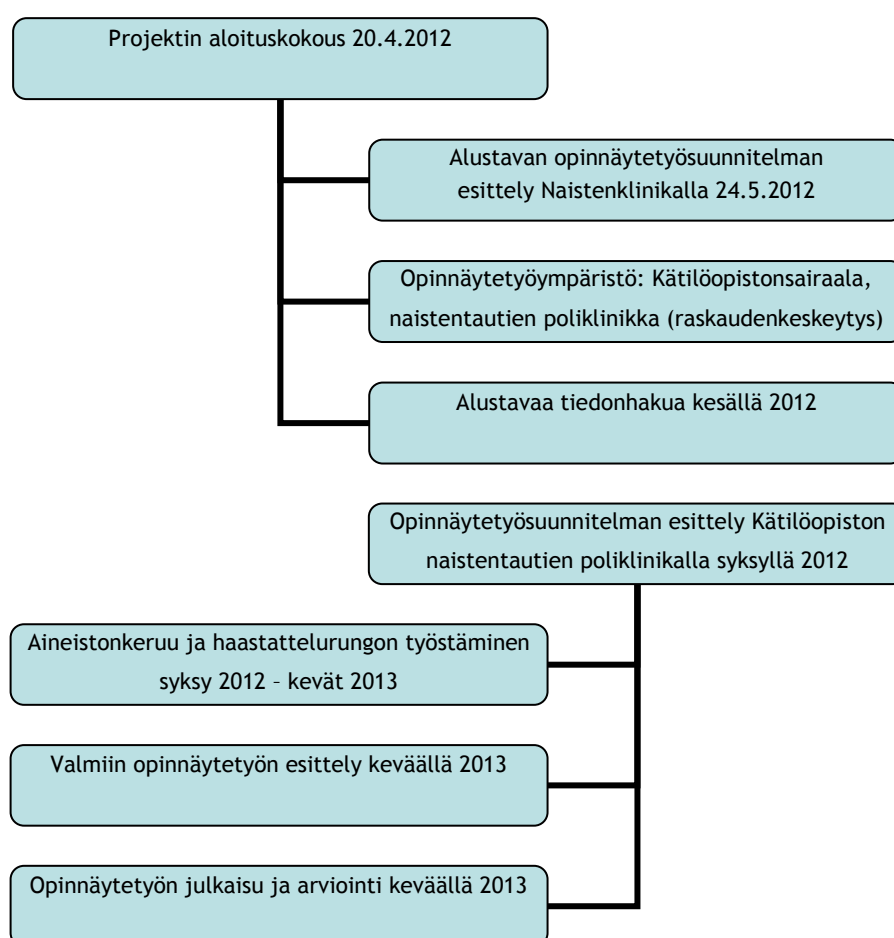 Projektin aloituskokous 20.4.2012
Alustavan opinnäytetyösuunnitelman
esittely Naistenklinikalla 24.5.2012
Opinnäytetyöympäristö: Kätilöopistonsairaala,
naistentautien poliklinikka (raskaudenkeskeytys)
Alustavaa tiedonhakua kesällä 2012
Opinnäytetyösuunnitelman esittely Kätilöopiston
naistentautien poliklinikalla syksyllä 2012
Aineistonkeruu ja haastattelurungon työstäminen
syksy 2012 – kevät 2013
Valmiin opinnäytetyön esittely keväällä 2013
Opinnäytetyön julkaisu ja arviointi keväällä 2013